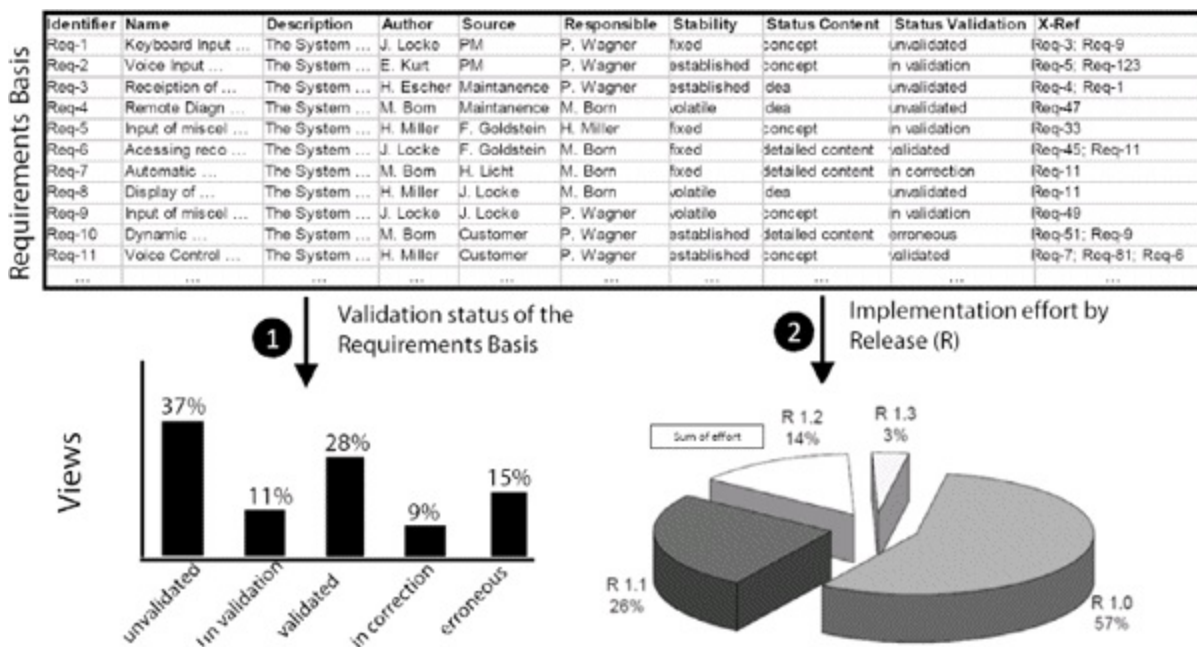 Requirements Basis
Identifier Name Description Author Source Responsible Stability Status Content Status Validation X-Ref
Req-1 Keyboard Input ... The System ... J. Locke PM P. Wagner fixed concept unvalidated Req-3; Req-9
Req-2 Voice Input ... The System ... E. Kurt PM P. Wagner established concept in validation Req-5; Req-123
Req-3 Receiption of ... The System ... H. Escher Maintanence P. Wagner established idea unvalidated Req-4; Req-1
Req-4 Remote Diagn ... The System ... M. Born Maintanence M. Born volatile idea unvalidated Req-47
Req-5 Input of miscel ... The System ... H. Miller F. Goldstein H. Miller fixed concept in validation Req-33
Req-6 Acessing reco ... The System ... J. Locke F. Goldstein M. Born fixed detailed content validated Req-45; Req-11
Req-7 Automatic ... The System ... M. Born H. Licht M. Born fixed detailed content in correction Req-11
Req-8 Display of ... The System ... H. Miller J. Locke M. Born volatile idea unvalidated Req-11
Req-9 Input of miscel ... The System ... J. Locke J. Locke P. Wagner volatile concept in validation Req-49
Req-10 Dynamic ... The System ... M. Born Customer P. Wagner established detailed content erroneous Req-51; Req-9
Req-11 Voice Control ... The System ... H. Miller Customer P. Wagner established concept validated Req-7; Req-81; Req-6
... ... ... ... ... ... ... ... ... ...
1 Validation status of the
Requirements Basis
2 Implementation effort by
Release (R)
Views
37%
11%
28%
9%
15%
unvalidated
in validation
validated
in correction
erroneous
Sum of effort
R 1.2
14%
R 1.3
3%
R 1.1
26%
R 1.0
57%